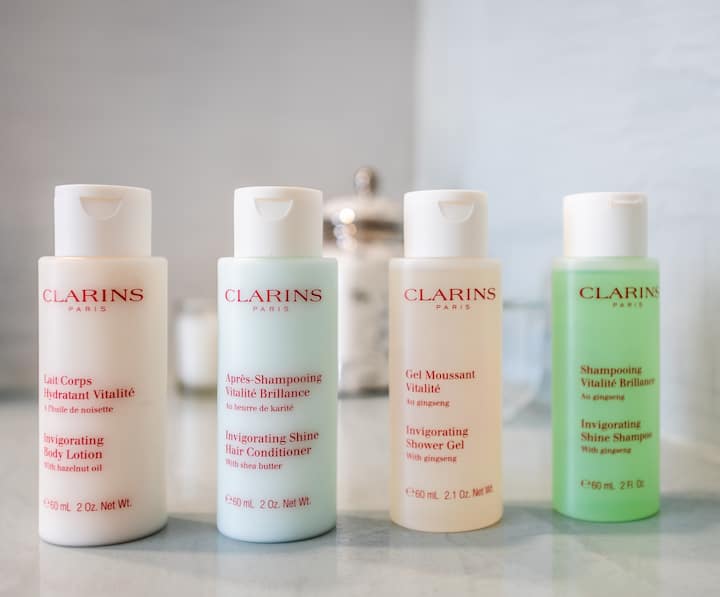 CLARINS
PARIS
Lait Corps
Hydratant Vitalité
A l'huile de noisette
Invigorating
Body Lotion
With hazelnut oil
℮60 mL 2 Oz. Net Wt.
CLARINS
PARIS
Après-Shampooing
Vitalité Brillance
Au beurre de karité
Invigorating Shine
Hair Conditioner
With shea butter
℮60 mL 2 Oz. Net Wt.
CLARINS
PARIS
Gel Moussant
Vitalité
Au gingseng
Invigorating
Shower Gel
With gingseng
℮60 mL 2.1 Oz. Net Wt.
CLARINS
PARIS
Shampooing
Vitalité Brillance
Au gingseng
Invigorating
Shine Shampoo
With gingseng
℮60 mL 2 Fl. Oz.